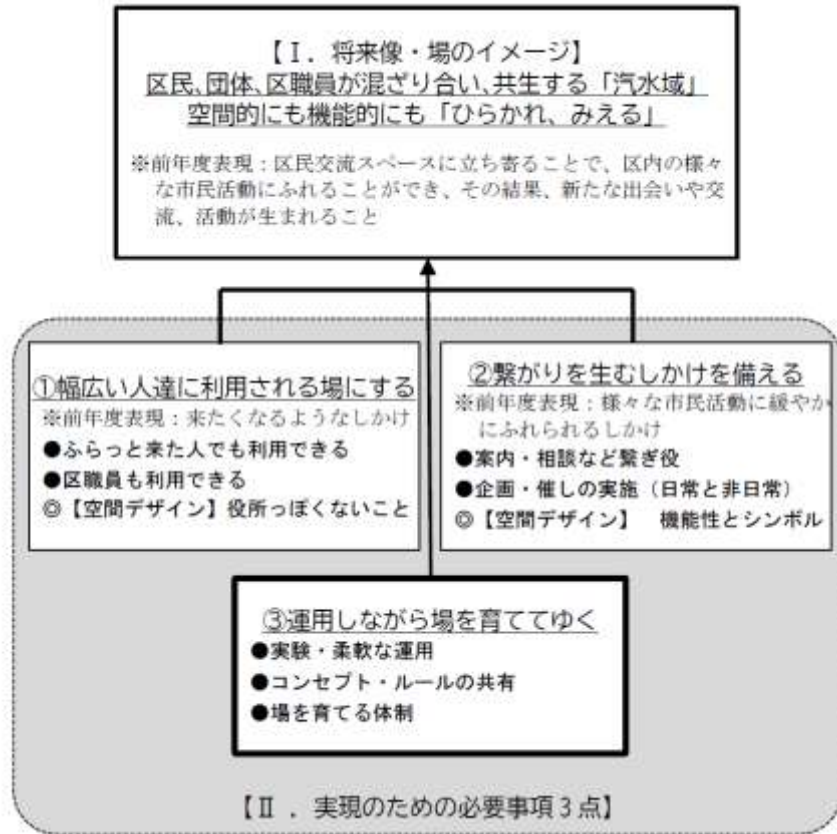 【Ⅰ．将来像・場のイメージ】
区民、団体、区職員が混ざり合い、共生する「汽水域」
空間的にも機能的にも「ひらかれ、みえる」
※前年度表現：区民交流スペースに立ち寄ることで、区内の様々
な市民活動にふれることができ、その結果、新たな出会いや交
流、活動が生まれること
①幅広い人達に利用される場にする
※前年度表現：来たくなるようなしかけ
●ふらっと来た人でも利用できる
●区職員も利用できる
◎【空間デザイン】役所っぽくないこと
②繋がりを生むしかけを備える
※前年度表現：様々な市民活動に緩やか
にふれられるしかけ
●案内・相談など繋ぎ役
●企画・催しの実施（日常と非日常）
◎【空間デザイン】　機能性とシンボル
③運用しながら場を育ててゆく
●実験・柔軟な運用
●コンセプト・ルールの共有
●場を育てる体制
【Ⅱ．実現のための必要事項３点】